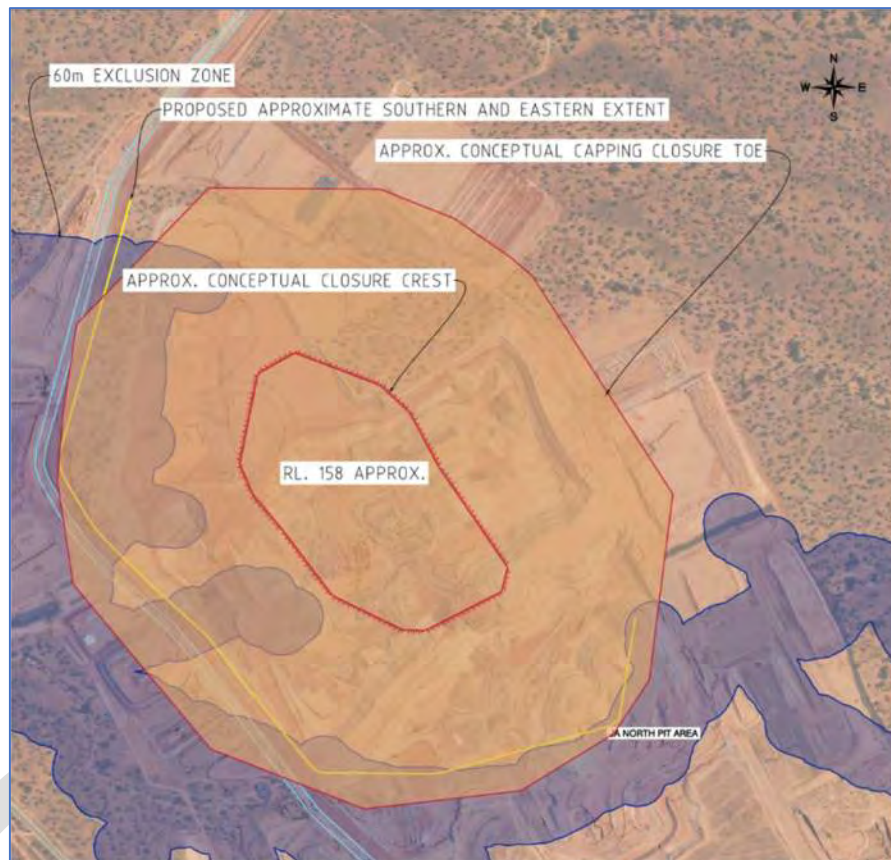 60m EXCLUSION ZONE
N
W E
S
PROPOSED APPROXIMATE SOUTHERN AND EASTERN EXTENT
APPROX. CONCEPTUAL CAPPING CLOSURE TOE
APPROX. CONCEPTUAL CLOSURE CREST
RL. 158 APPROX.
A NORTH PIT AREA